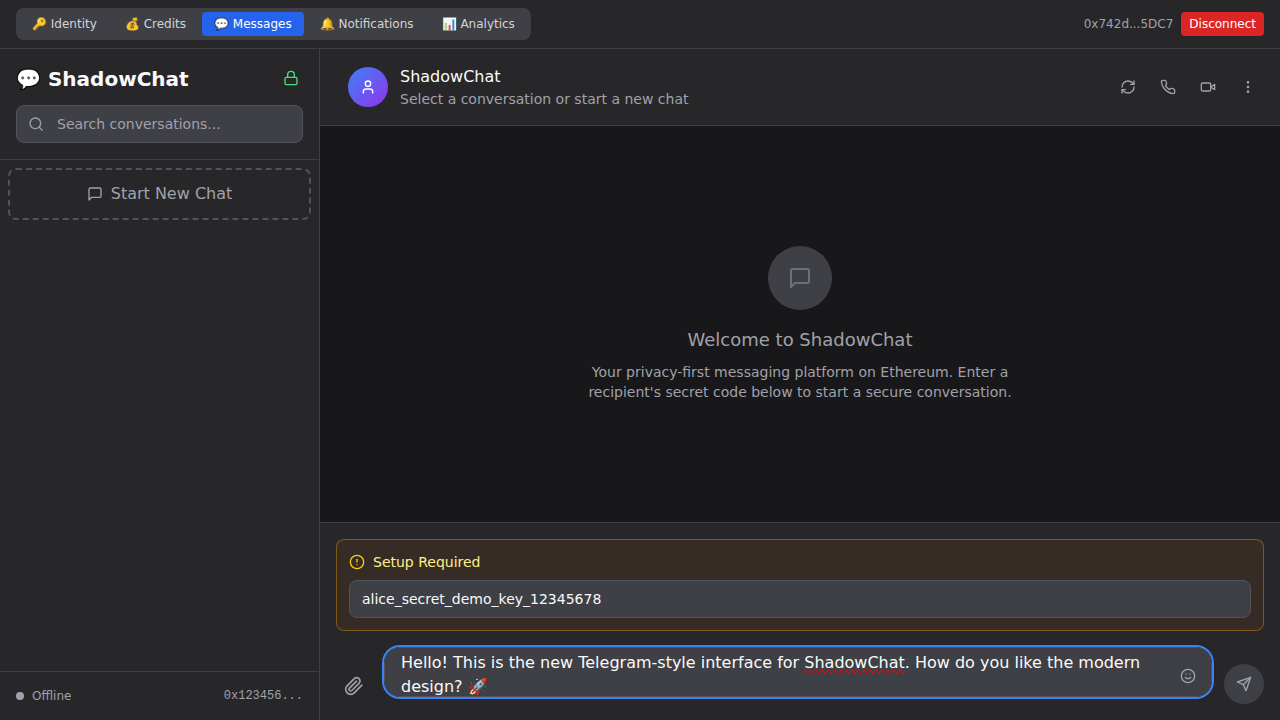 🔑 Identity
💰 Credits
💬 Messages
🔔 Notifications
📊 Analytics
0x742d...5DC7
Disconnect
💬 ShadowChat
Search conversations...
Start New Chat
Offline
0x123456...
ShadowChat
Select a conversation or start a new chat
Welcome to ShadowChat
Your privacy-first messaging platform on Ethereum. Enter a
recipient's secret code below to start a secure conversation.
Setup Required
alice_secret_demo_key_12345678
Hello! This is the new Telegram-style interface for ShadowChat. How do you like the modern
design? 🚀